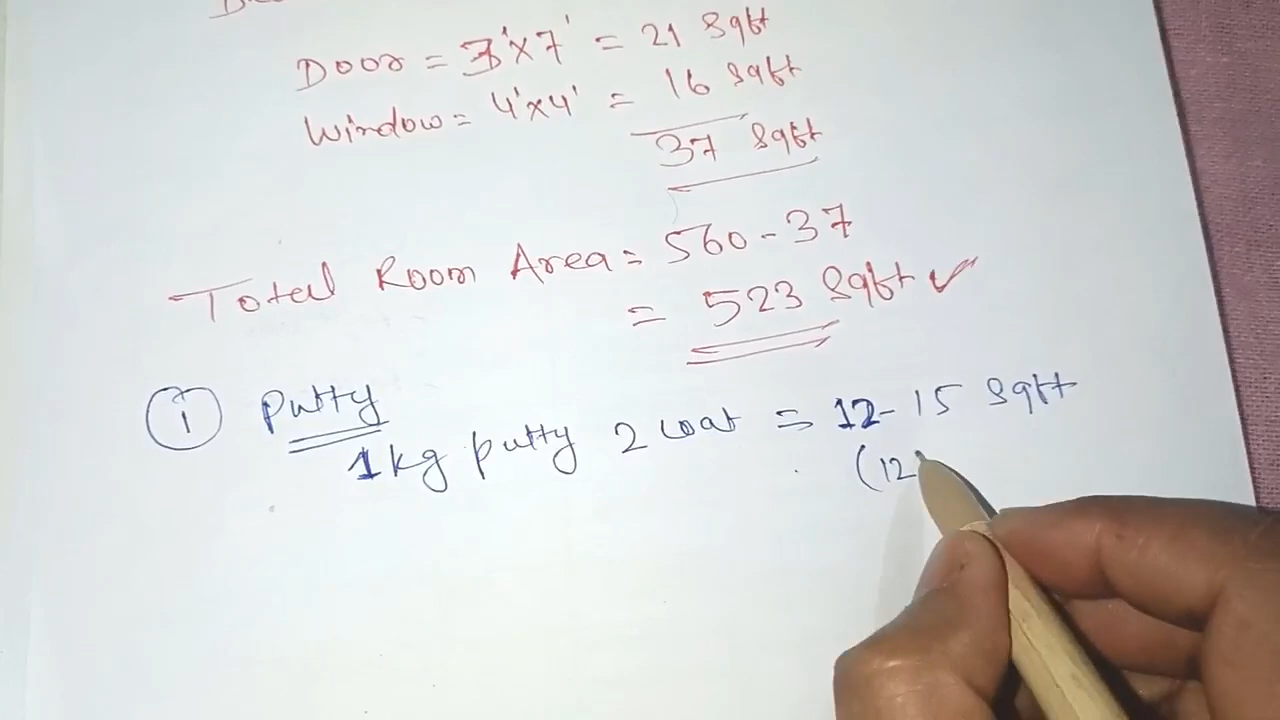 Door = 3'x7' = 21 Sqft
Window = 4'x4' = 16 Sqft
37 Sqft
Total Room Area = 560-37
= 523 Sqft ✓
1 Putty
1kg putty 2 coat = 12-15 Sqft
(12